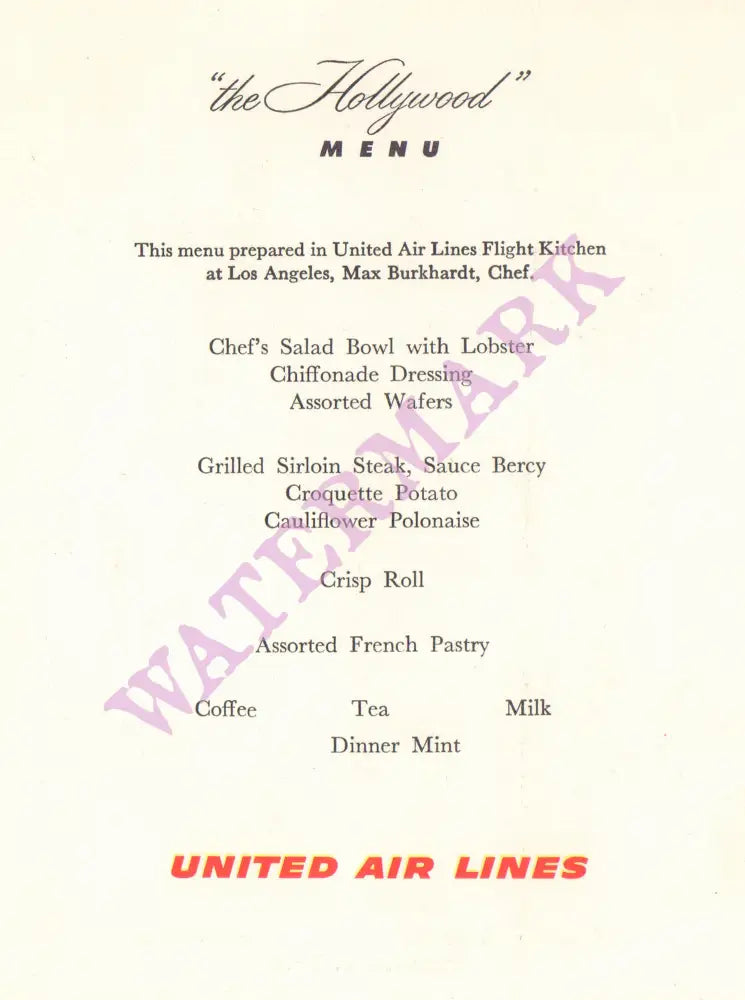 "the Hollywood"
MENU
This menu prepared in United Air Lines Flight Kitchen
at Los Angeles, Max Burkhardt, Chef.
Chef's Salad Bowl with Lobster
Chiffonade Dressing
Assorted Wafers
Grilled Sirloin Steak, Sauce Bercy
Croquette Potato
Cauliflower Polonaise
Crisp Roll
Assorted French Pastry
Coffee Tea Milk
Dinner Mint
UNITED AIR LINES
WATERMARK